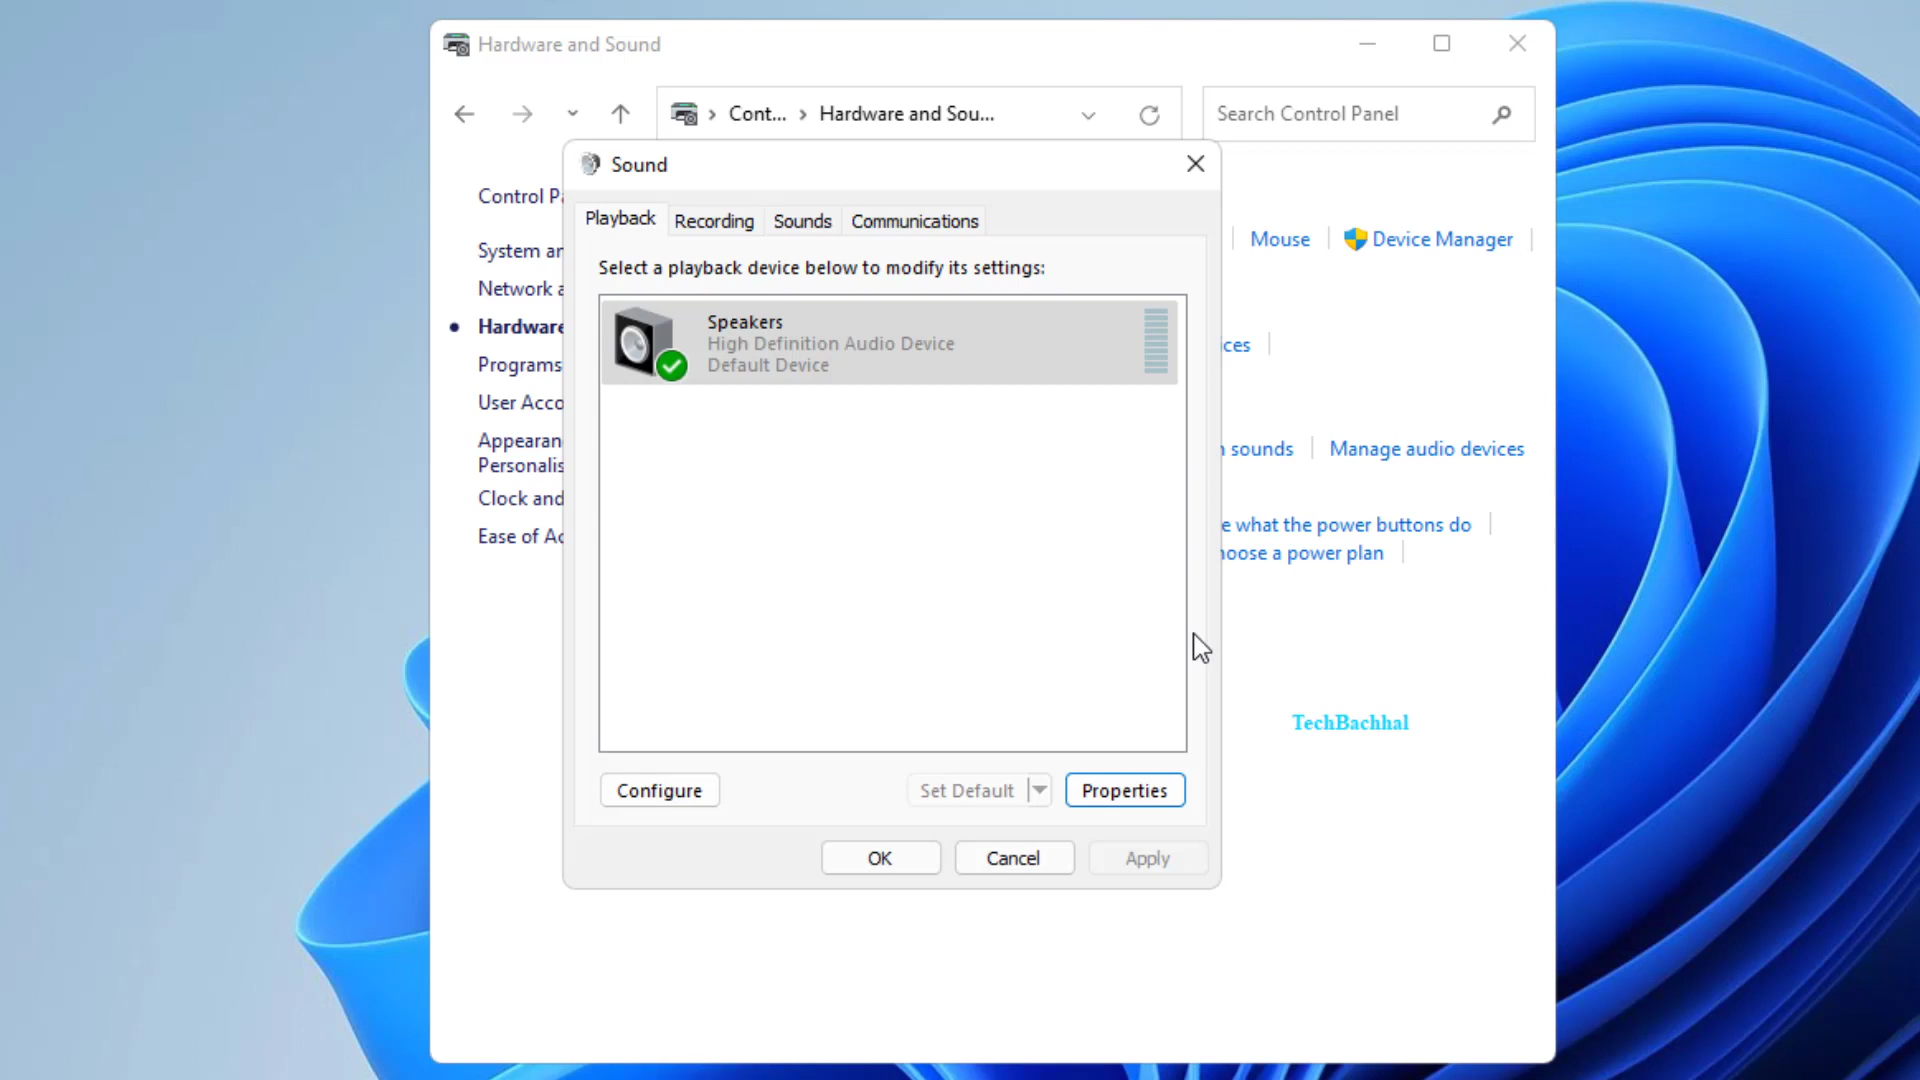 Hardware and Sound
Cont... Hardware and Sou...
Search Control Panel
Sound
Control Pa
Playback Recording Sounds Communications
Mouse
Device Manager
System an
Select a playback device below to modify its settings:
Network a
Hardware
Speakers
High Definition Audio Device
Default Device
ces
Programs
User Acco
Appearan
Personalis
sounds
Manage audio devices
Clock and
Ease of Ac
e what the power buttons do
hoose a power plan
TechBachhal
Configure
Set Default
Properties
OK
Cancel
Apply